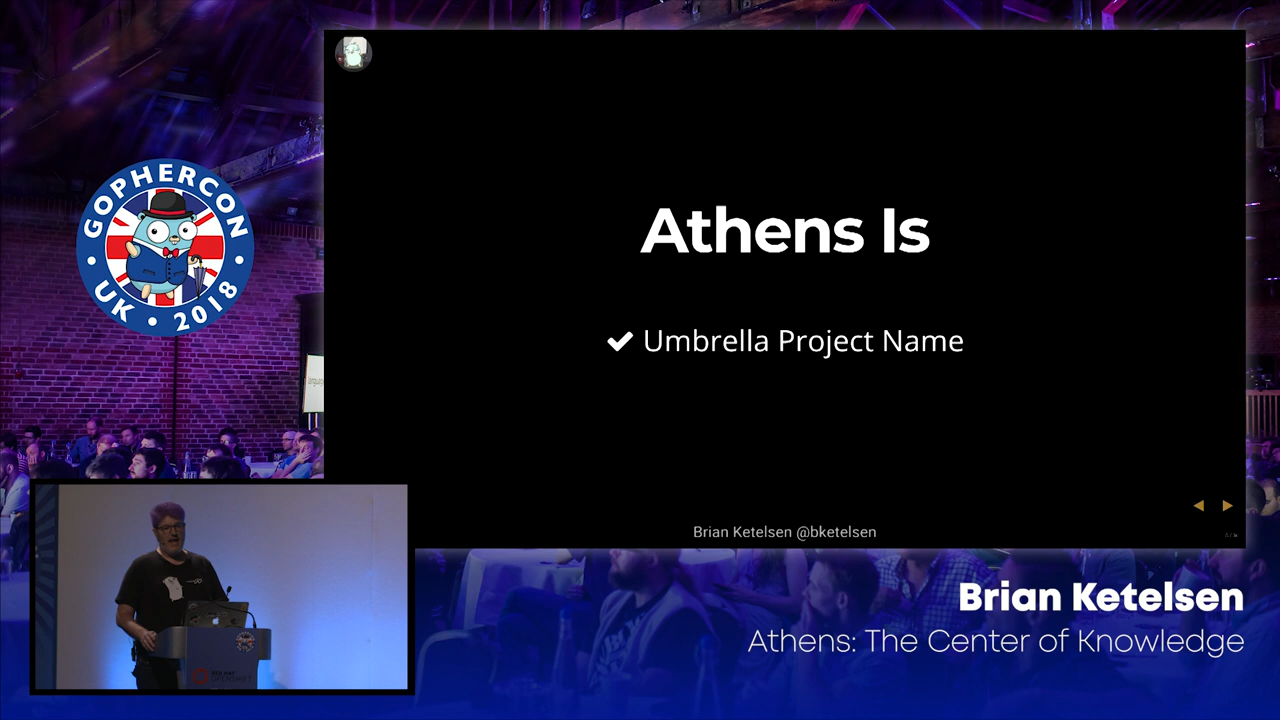 GOPHERCON
UK • 2018
Athens Is
Umbrella Project Name
Brian Ketelsen @bketelsen
Brian Ketelsen
Athens: The Center of Knowledge